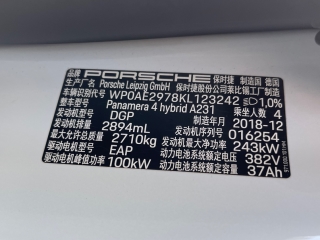 品牌 PORSCHE 保时捷 制造国 德国
生产厂名 Porsche Leipzig GmbH 保时捷股份公司莱比锡工厂制造
车辆识别代号 WP0AE2978KL123242 1,0%
整车型号 Panamera 4 hybrid A231 乘坐人数 4
发动机型号 DGP 制造年月 2018-12
发动机排量 2894mL 发动机序列号 016254
最大允许总质量 2710kg 发动机最大净功率 243kW
驱动电机型号 EAP 动力电池系统额定电压 382V
驱动电机峰值功率 100kW 动力电池系统额定容量 37Ah